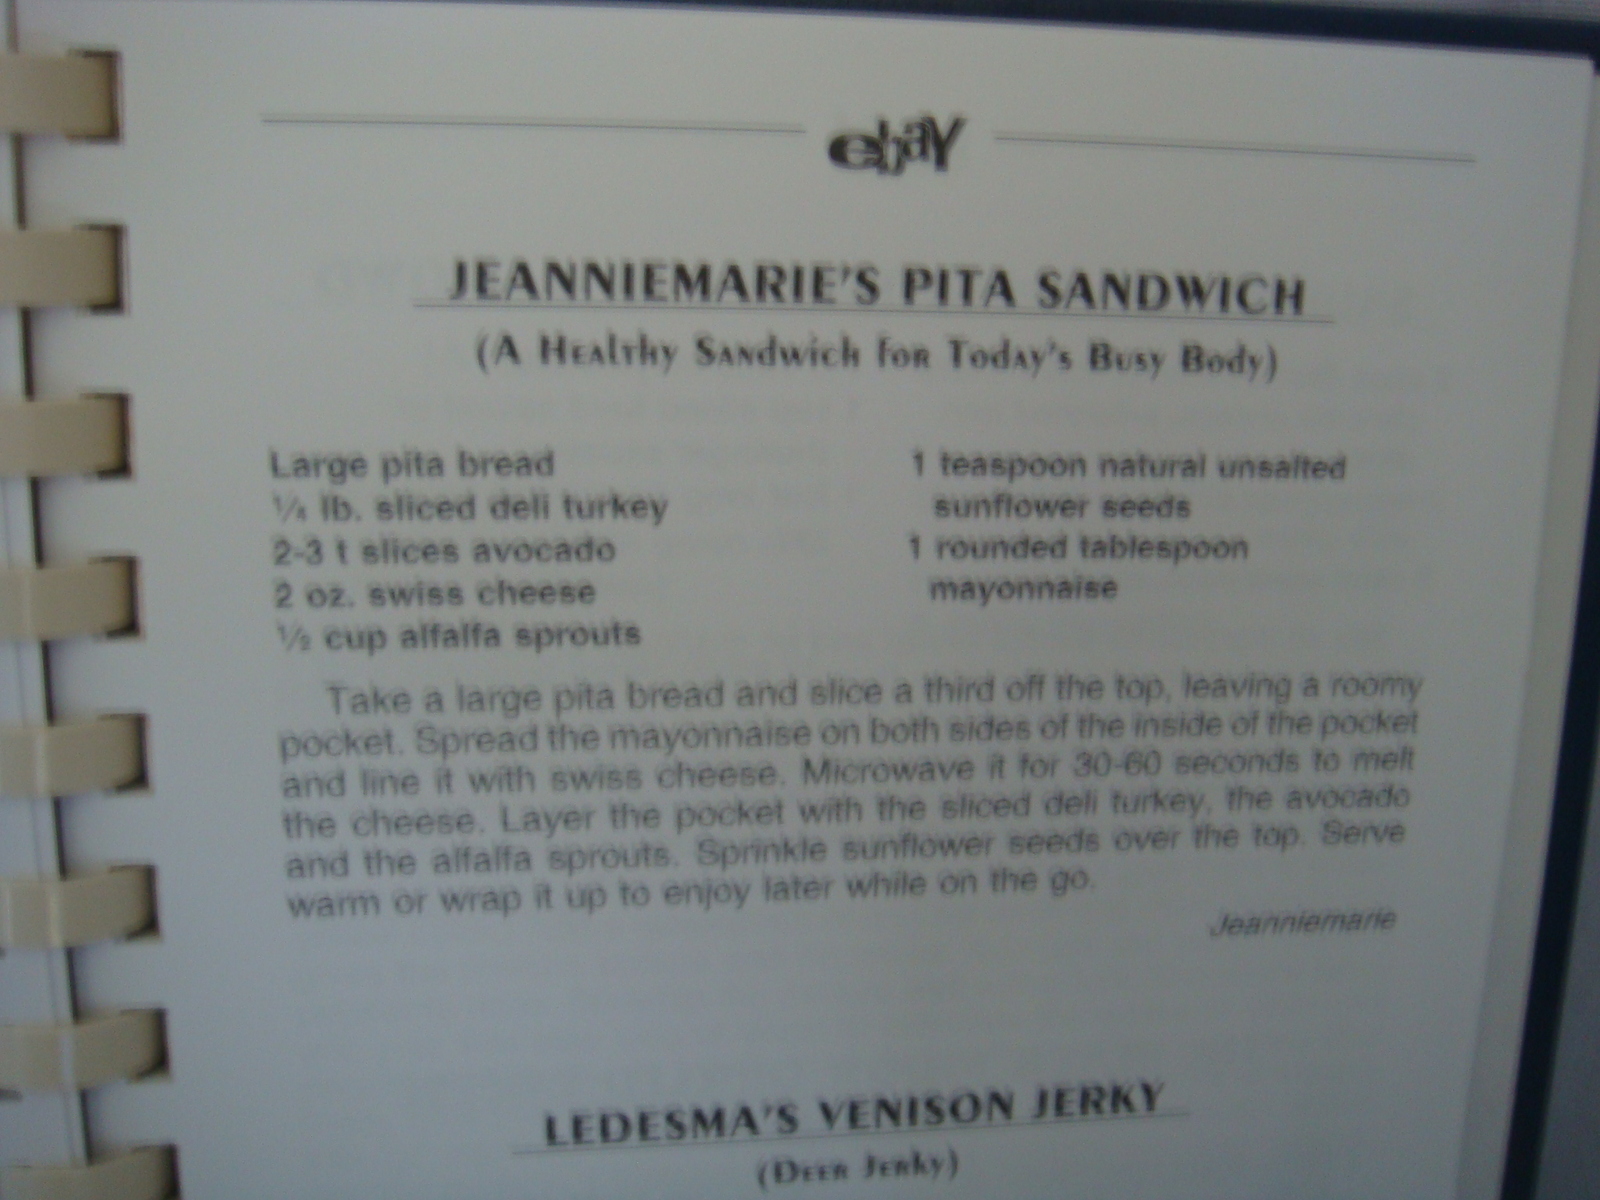 ebaY
JEANNIEMARIE'S PITA SANDWICH
(A Healthy Sandwich for Today's Busy Body)
Large pita bread
¼ lb. sliced deli turkey
2-3 t slices avocado
2 oz. swiss cheese
½ cup alfalfa sprouts
1 teaspoon natural unsalted
sunflower seeds
1 rounded tablespoon
mayonnaise
Take a large pita bread and slice a third off the top, leaving a roomy
pocket. Spread the mayonnaise on both sides of the inside of the pocket
and line it with swiss cheese. Microwave it for 30-60 seconds to melt
the cheese. Layer the pocket with the sliced deli turkey, the avocado
and the alfalfa sprouts. Sprinkle sunflower seeds over the top. Serve
warm or wrap it up to enjoy later while on the go.
Jeanniemarie
LEDESMA'S VENISON JERKY
(Deer Jerky)